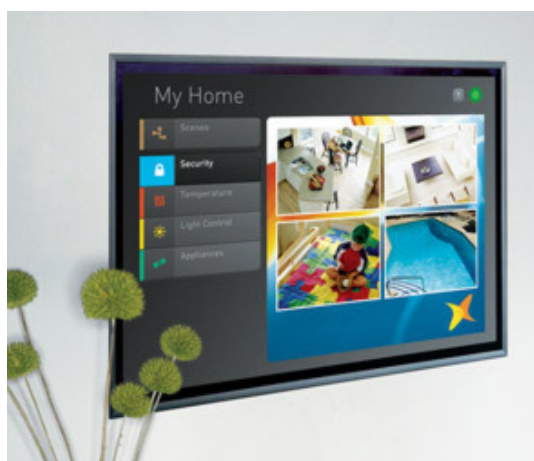 My Home
Scenes
Security
Temperature
Light Control
Appliances